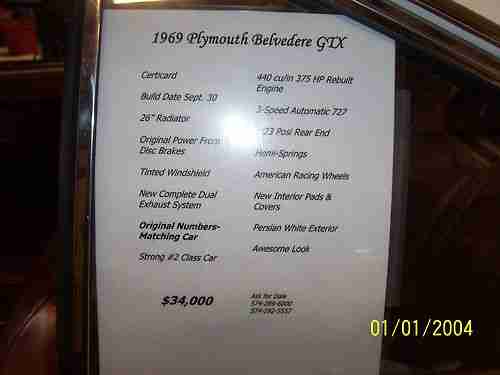 1969 Plymouth Belvedere GTX
Certicard
Build Date Sept. 30
26" Radiator
Original Power Front
Disc Brakes
Tinted Windshield
New Complete Dual
Exhaust System
Original Numbers-
Matching Car
Strong #2 Class Car
440 cu/in 375 HP Rebuilt
Engine
3-Speed Automatic 727
23 Posi Rear End
Hemi-Springs
American Racing Wheels
New Interior Pads &
Covers
Persian White Exterior
Awesome Look
$34,000
Ask for Dale
01/01/2004